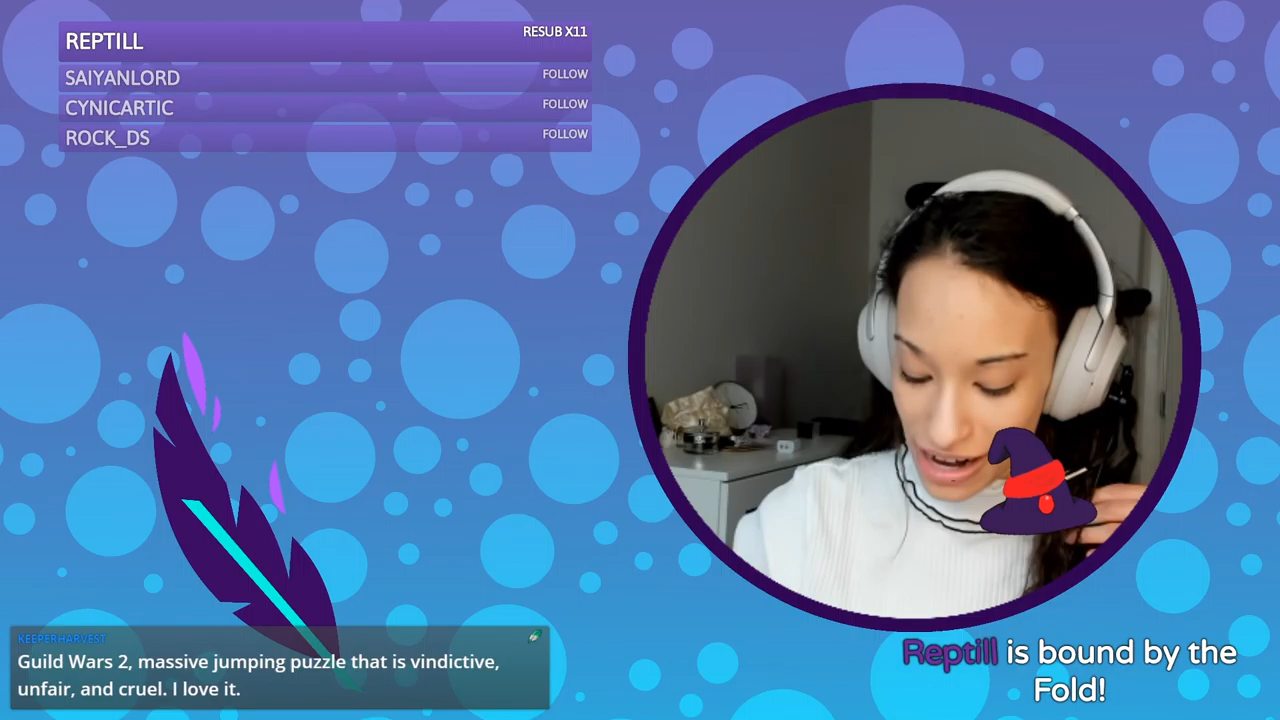 REPTILL RESUB X11
SAIYANLORD FOLLOW
CYNICARTIC FOLLOW
ROCK_DS FOLLOW
KEEPERHARVEST
Guild Wars 2, massive jumping puzzle that is vindictive,
unfair, and cruel. I love it.
Reptill is bound by the
Fold!